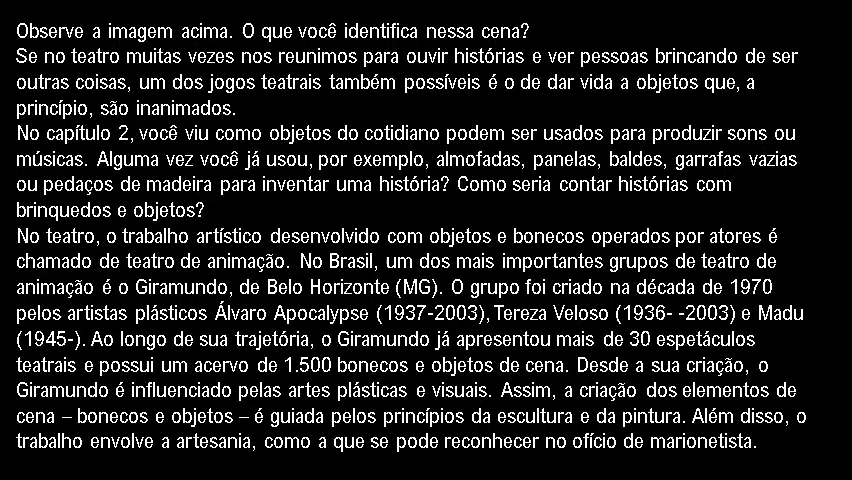 Observe a imagem acima. O que você identifica nessa cena?
Se no teatro muitas vezes nos reunimos para ouvir histórias e ver pessoas brincando de ser
outras coisas, um dos jogos teatrais também possíveis é o de dar vida a objetos que, a
princípio, são inanimados.
No capítulo 2, você viu como objetos do cotidiano podem ser usados para produzir sons ou
músicas. Alguma vez você já usou, por exemplo, almofadas, panelas, baldes, garrafas vazias
ou pedaços de madeira para inventar uma história? Como seria contar histórias com
brinquedos e objetos?
No teatro, o trabalho artístico desenvolvido com objetos e bonecos operados por atores é
chamado de teatro de animação. No Brasil, um dos mais importantes grupos de teatro de
animação é o Giramundo, de Belo Horizonte (MG). O grupo foi criado na década de 1970
pelos artistas plásticos Álvaro Apocalypse (1937-2003), Tereza Veloso (1936- -2003) e Madu
(1945-). Ao longo de sua trajetória, o Giramundo já apresentou mais de 30 espetáculos
teatrais e possui um acervo de 1.500 bonecos e objetos de cena. Desde a sua criação, o
Giramundo é influenciado pelas artes plásticas e visuais. Assim, a criação dos elementos de
cena – bonecos e objetos – é guiada pelos princípios da escultura e da pintura. Além disso, o
trabalho envolve a artesania, como a que se pode reconhecer no ofício de marionetista.